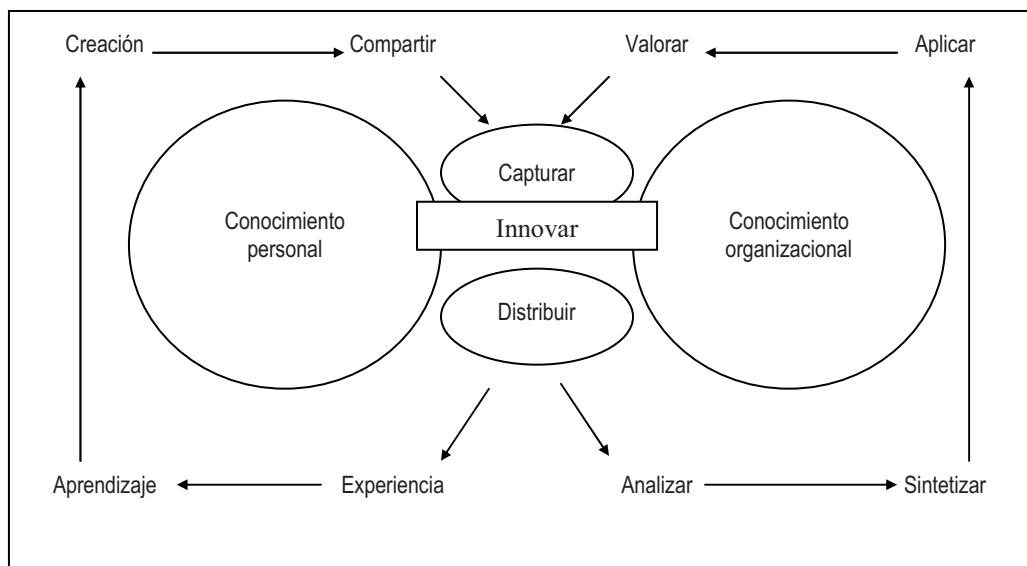 Creación Compartir Valorar Aplicar
Capturar
Conocimiento Innovar Conocimiento
personal organizacional
Distribuir
Aprendizaje Experiencia Analizar Sintetizar